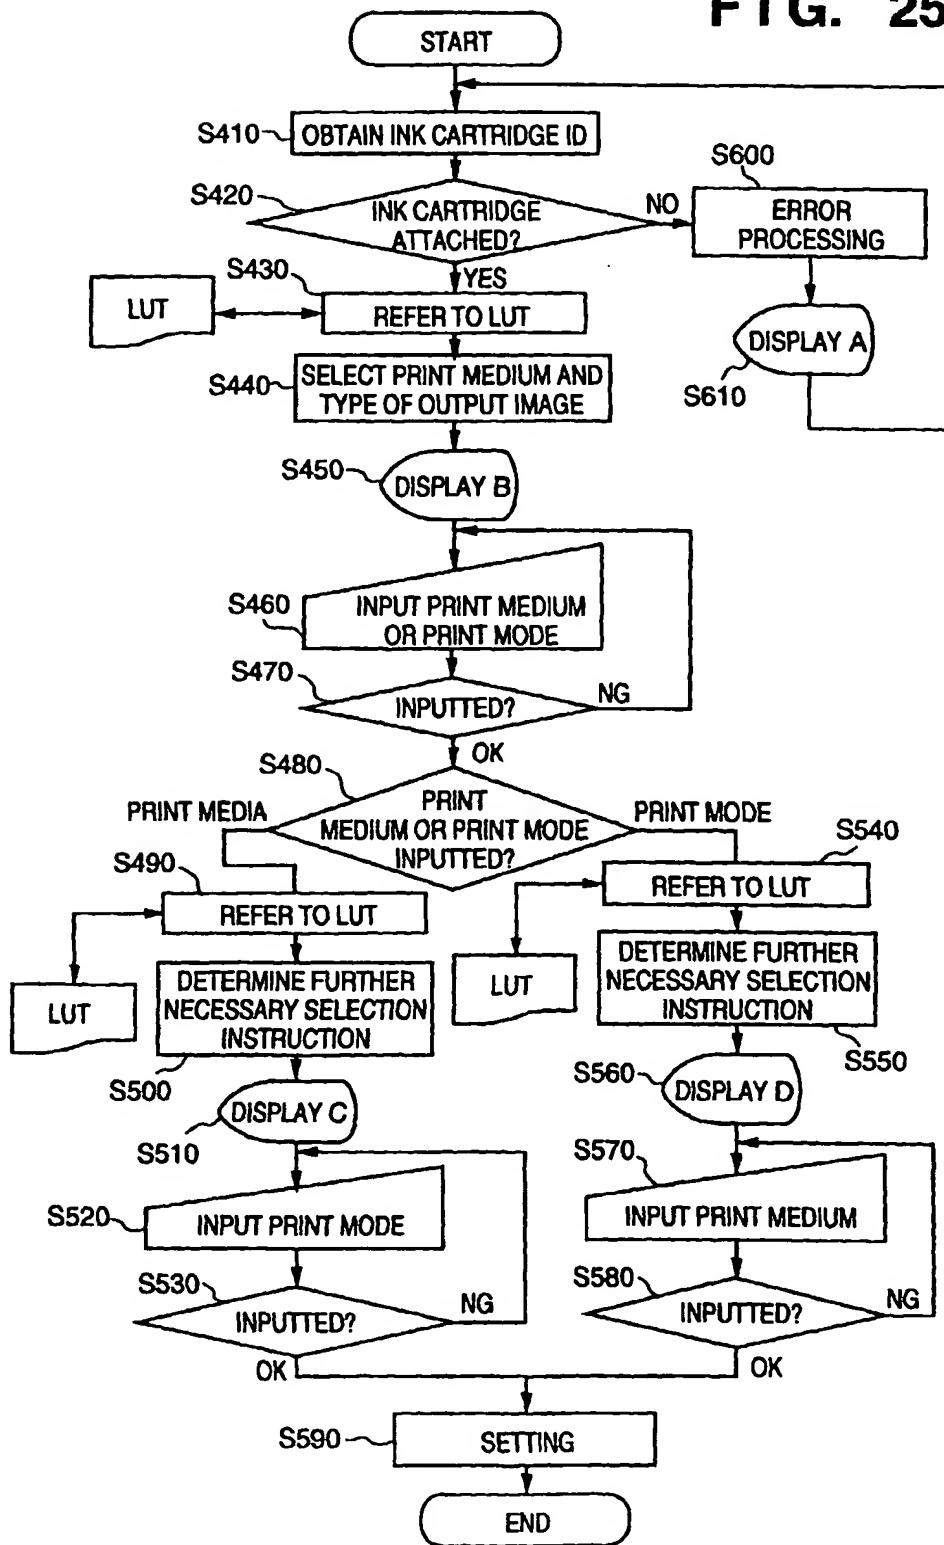 FIG. 25
START
S410
OBTAIN INK CARTRIDGE ID
S420
INK CARTRIDGE
ATTACHED?
NO
S600
ERROR
PROCESSING
YES
S430
LUT
REFER TO LUT
DISPLAY A
S610
S440
SELECT PRINT MEDIUM AND
TYPE OF OUTPUT IMAGE
S450
DISPLAY B
S460
INPUT PRINT MEDIUM
OR PRINT MODE
S470
INPUTTED?
NG
OK
S480
PRINT
MEDIUM OR PRINT MODE
INPUTTED?
PRINT MEDIA
PRINT MODE
S490
REFER TO LUT
LUT
S540
REFER TO LUT
LUT
DETERMINE FURTHER
NECESSARY SELECTION
INSTRUCTION
S500
DETERMINE FURTHER
NECESSARY SELECTION
INSTRUCTION
S550
DISPLAY C
S510
S560
DISPLAY D
S520
INPUT PRINT MODE
S570
INPUT PRINT MEDIUM
S530
INPUTTED?
NG
OK
S580
INPUTTED?
NG
OK
S590
SETTING
END